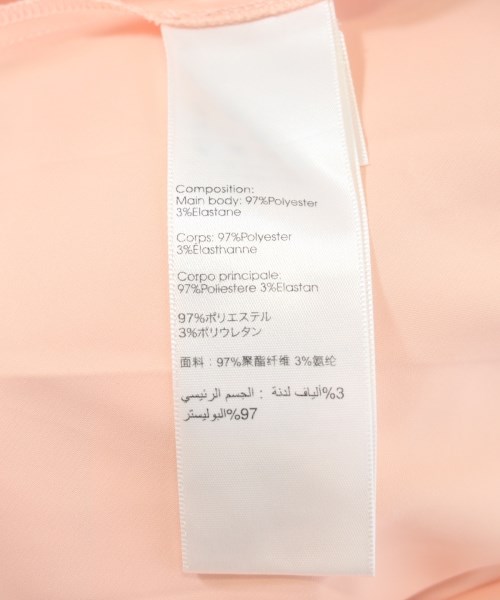 Composition:
Main body: 97%Polyester
3%Elastane
Corps: 97%Polyester
3%Élasthanne
Corpo principale:
97%Poliestere 3%Elastan
97%ポリエステル
3%ポリウレタン
面料：97%聚酯纤维 3%氨纶
3%ألياف لدنة : الجسم الرئيسي
97%البوليستر